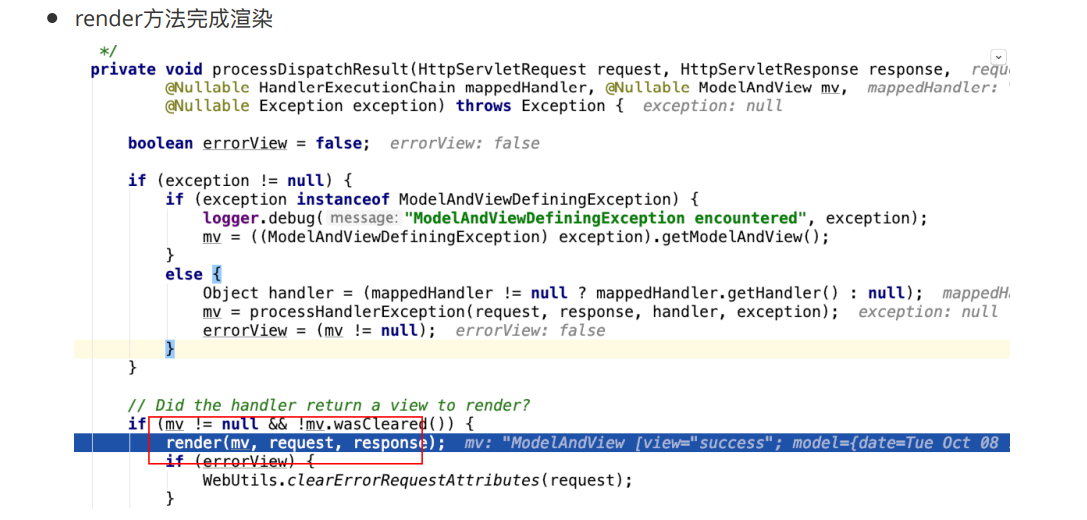 render方法完成渲染
*/
private void processDispatchResult(HttpServletRequest request, HttpServletResponse response,
@Nullable HandlerExecutionChain mappedHandler, @Nullable ModelAndView mv, mappedHandler:
@Nullable Exception exception) throws Exception { exception: null
boolean errorView = false; errorView: false
if (exception != null) {
if (exception instanceof ModelAndViewDefiningException) {
logger.debug( message: "ModelAndViewDefiningException encountered", exception);
mv = ((ModelAndViewDefiningException) exception).getModelAndView();
}
else {
Object handler = (mappedHandler != null ? mappedHandler.getHandler() : null);
mv = processHandlerException(request, response, handler, exception); exception: null
errorView = (mv != null); errorView: false
}
}
// Did the handler return a view to render?
if (mv != null && !mv.wasCleared()) {
render(mv, request, response); mv: "ModelAndView [view="success"; model={date=Tue Oct 08
if (errorView) {
WebUtils.clearErrorRequestAttributes(request);
}